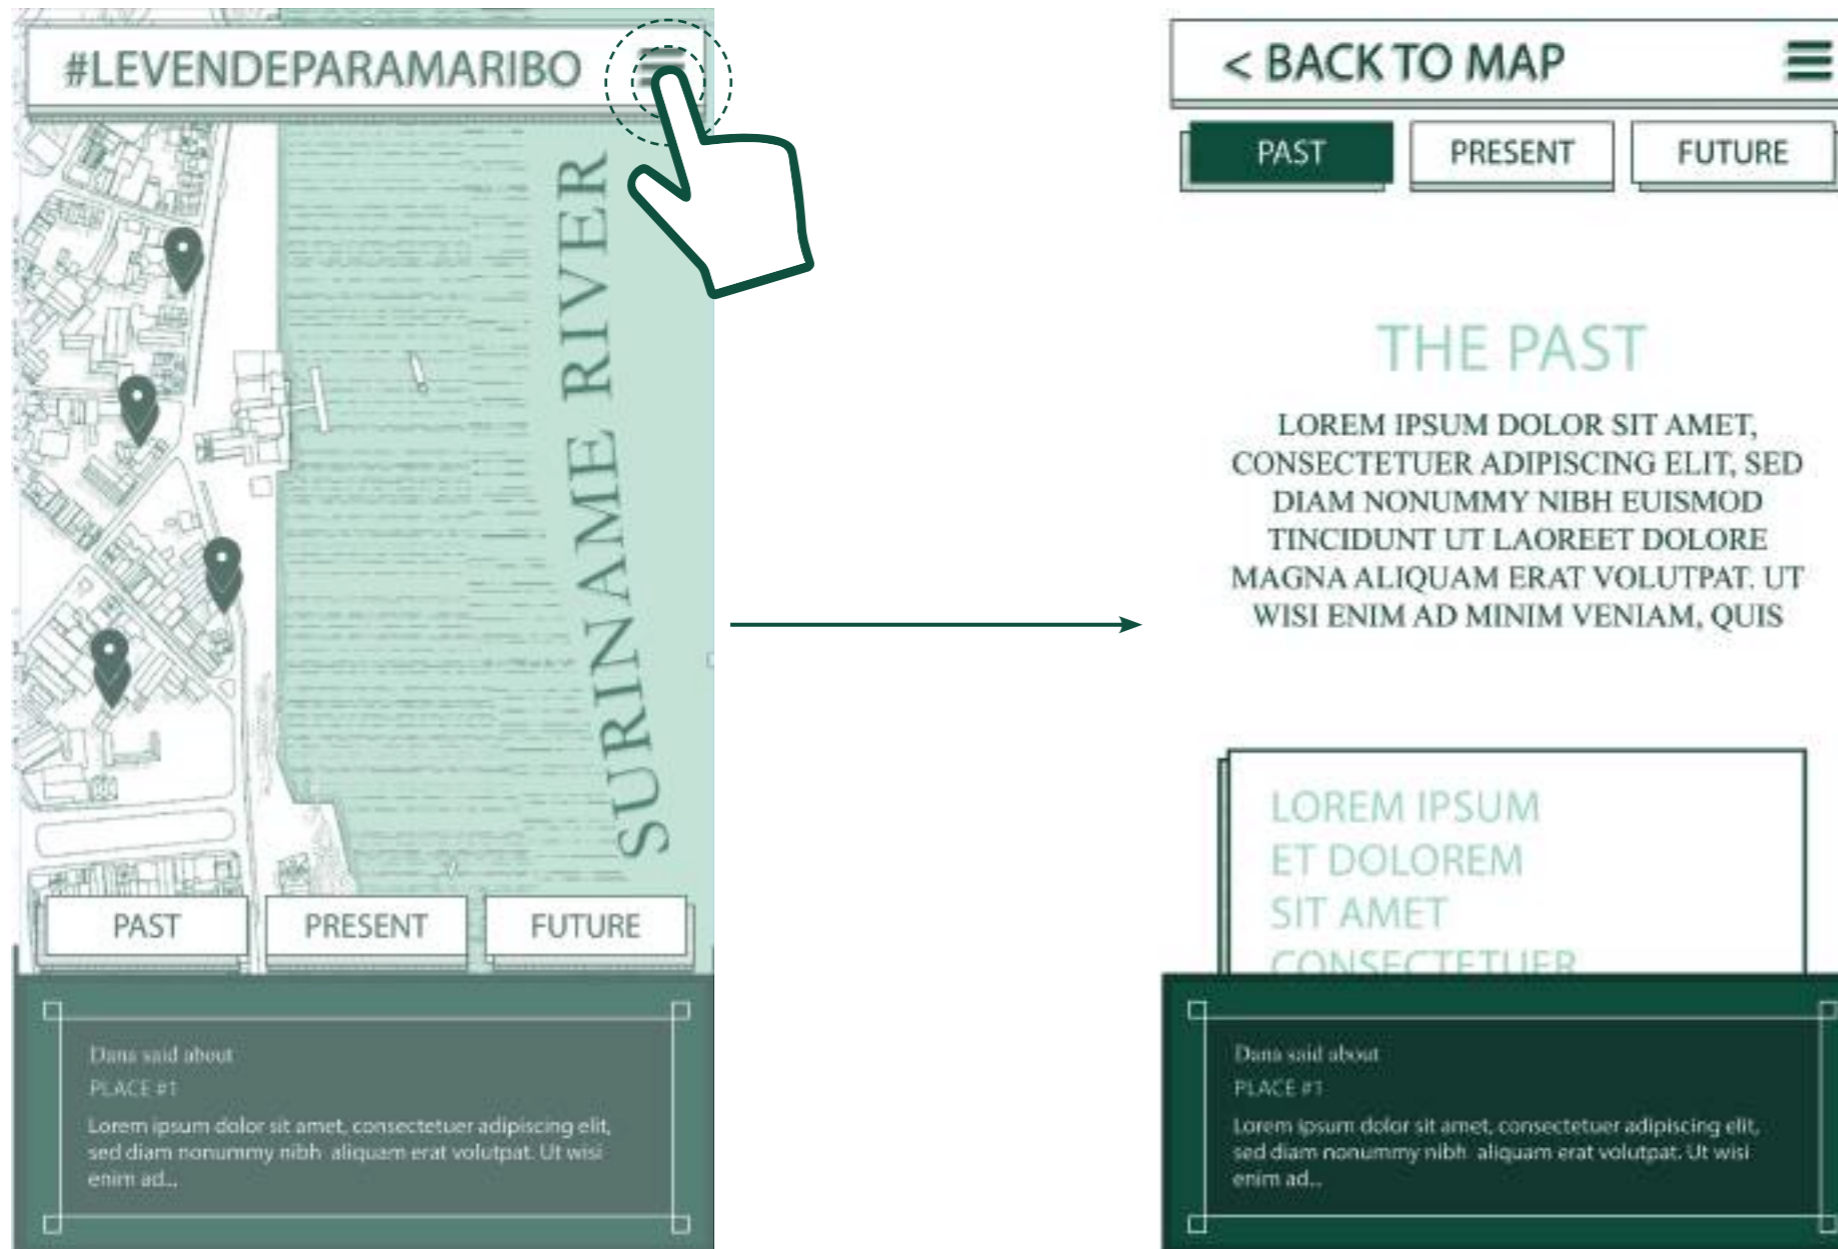 #LEVENDEPARAMARIBO
SURINAME RIVER
PAST
PRESENT
FUTURE
Dana said about
PLACE #1
Lorem ipsum dolor sit amet, consectetuer adipiscing elit,
sed diam nonummy nibh aliquam erat volutpat. Ut wisi
enim ad...
< BACK TO MAP
PAST
PRESENT
FUTURE
THE PAST
LOREM IPSUM DOLOR SIT AMET,
CONSECTETUER ADIPISCING ELIT, SED
DIAM NONUMMY NIBH EUISMOD
TINCIDUNT UT LAOREET DOLORE
MAGNA ALIQUAM ERAT VOLUTPAT. UT
WISI ENIM AD MINIM VENIAM, QUIS
LOREM IPSUM
ET DOLOREM
SIT AMET
CONSECTETUER
Dana said about
PLACE #1
Lorem ipsum dolor sit amet, consectetuer adipiscing elit,
sed diam nonummy nibh aliquam erat volutpat. Ut wisi
enim ad...